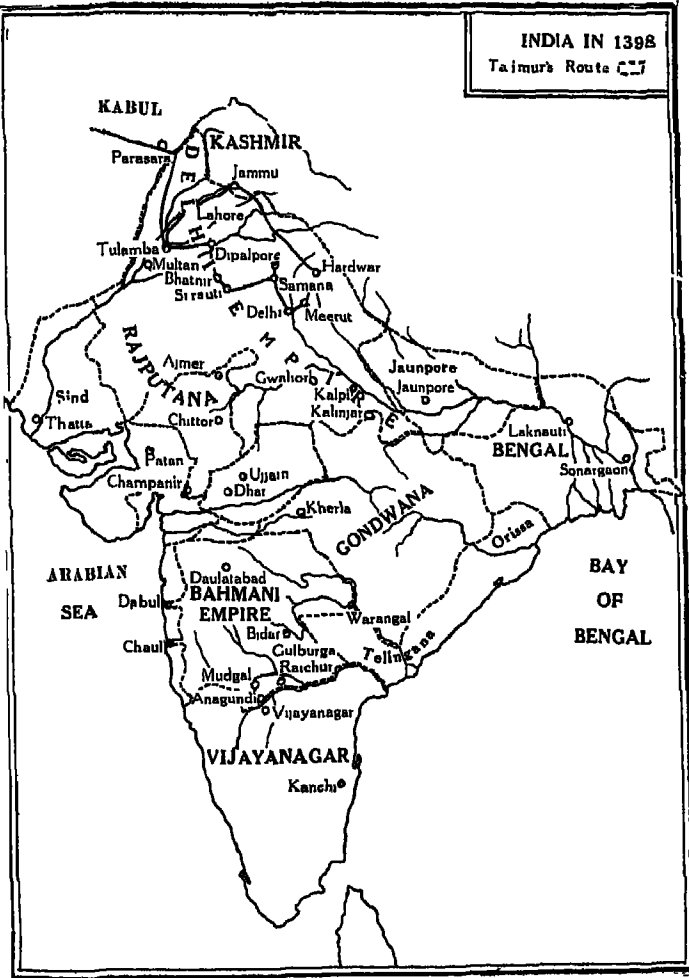 INDIA IN 1398
Taimur's Route
KABUL
KASHMIR
Parasara
Jammu
DELHI EMPIRE
Lahore
Tulamba
Multan
Dipalpore
Bhatnir
Sirauti
Samana
Hardwar
Delhi
Meerut
RAJPUTANA
Ajmer
Gwaliior
Jaunpore
Jaunpore
Kalpi
Kalinjar
Sind
Thatta
Chittor
Laknauti
BENGAL
Sonargaon
Patan
Champanir
Ujjain
Dhar
Kherla
GONDWANA
Orissa
ARABIAN
SEA
BAY
OF
BENGAL
Daulatabad
BAHMANI
EMPIRE
Dabul
Warangal
Chaul
Bidar
Gulburga
Telingana
Raichur
Mudgal
Anagundi
Vijayanagar
VIJAYANAGAR
Kanchi